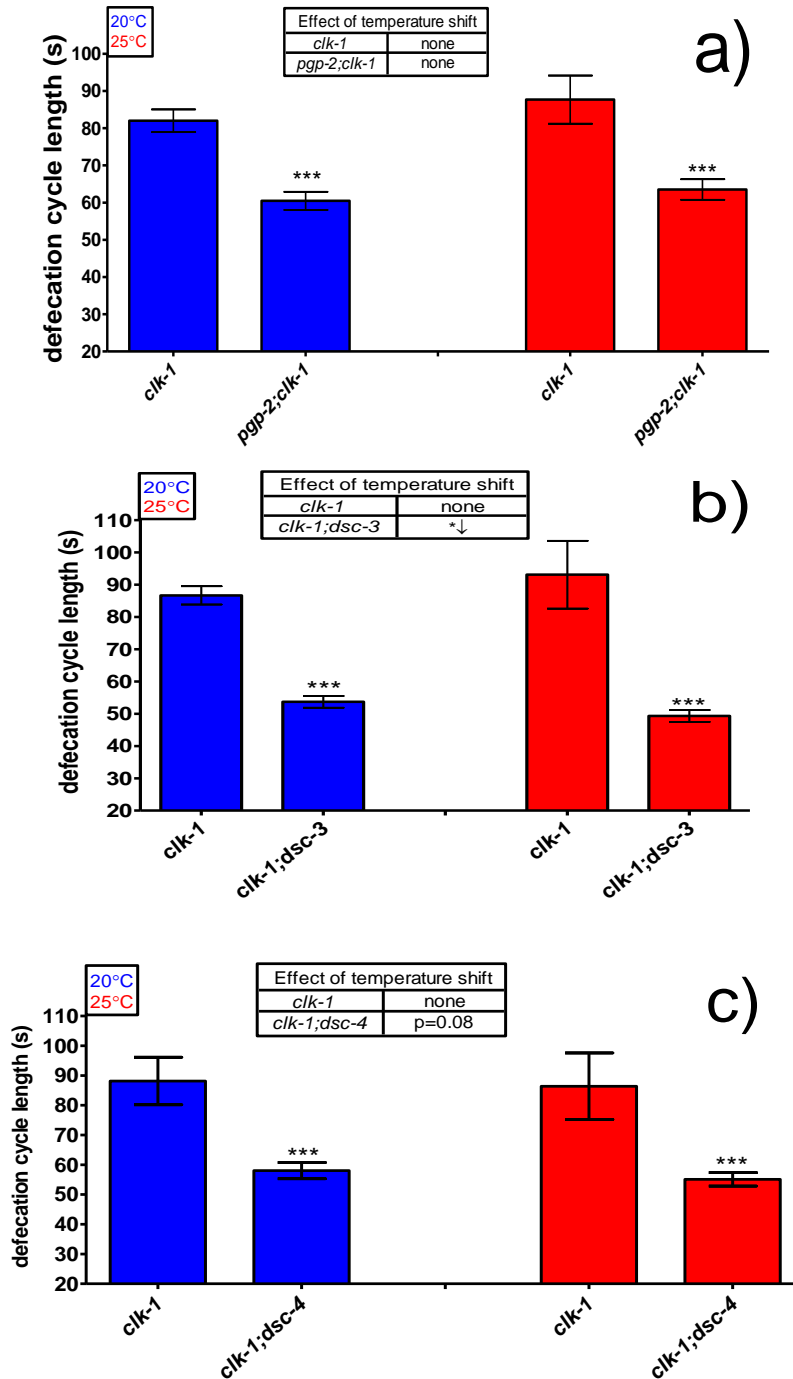 20°C
25°C
Effect of temperature shift
clk-1 none
pgp-2;clk-1 none
a)
defecation cycle length (s)
100
90
80
70
60
50
40
30
20
***
***
clk-1
pgp-2;clk-1
clk-1
pgp-2;clk-1
20°C
25°C
Effect of temperature shift
clk-1 none
clk-1;dsc-3 *↓
b)
defecation cycle length (s)
110
100
90
80
70
60
50
40
30
20
***
***
clk-1
clk-1;dsc-3
clk-1
clk-1;dsc-3
20°C
25°C
Effect of temperature shift
clk-1 none
clk-1;dsc-4 p=0.08
c)
defecation cycle length (s)
110
100
90
80
70
60
50
40
30
20
***
***
clk-1
clk-1;dsc-4
clk-1
clk-1;dsc-4